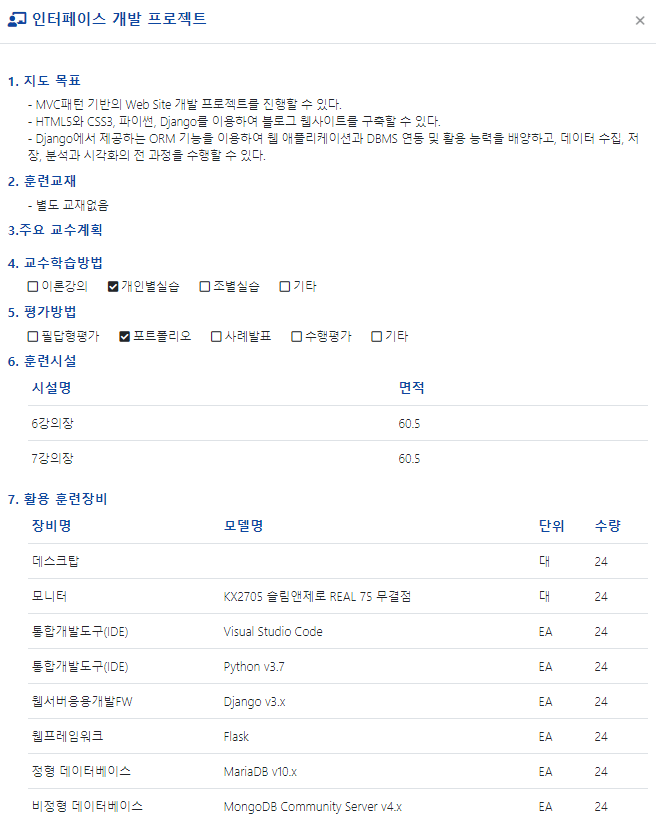 인터페이스 개발 프로젝트 ×
1. 지도 목표
- MVC패턴 기반의 Web Site 개발 프로젝트를 진행할 수 있다.
- HTML5와 CSS3, 파이썬, Django를 이용하여 블로그 웹사이트를 구축할 수 있다.
- Django에서 제공하는 ORM 기능을 이용하여 웹 애플리케이션과 DBMS 연동 및 활용 능력을 배양하고, 데이터 수집, 저
장, 분석과 시각화의 전 과정을 수행할 수 있다.
2. 훈련교재
- 별도 교재없음
3.주요 교수계획
4. 교수학습방법
이론강의 개인별실습 조별실습 기타
5. 평가방법
필답형평가 포트폴리오 사례발표 수행평가 기타
6. 훈련시설
시설명 면적
6강의장 60.5
7강의장 60.5
7. 활용 훈련장비
장비명 모델명 단위 수량
데스크탑 대 24
모니터 KX2705 슬림앤제로 REAL 75 무결점 대 24
통합개발도구(IDE) Visual Studio Code EA 24
통합개발도구(IDE) Python v3.7 EA 24
웹서버응용개발FW Django v3.x EA 24
웹프레임워크 Flask EA 24
정형 데이터베이스 MariaDB v10.x EA 24
비정형 데이터베이스 MongoDB Community Server v4.x EA 24